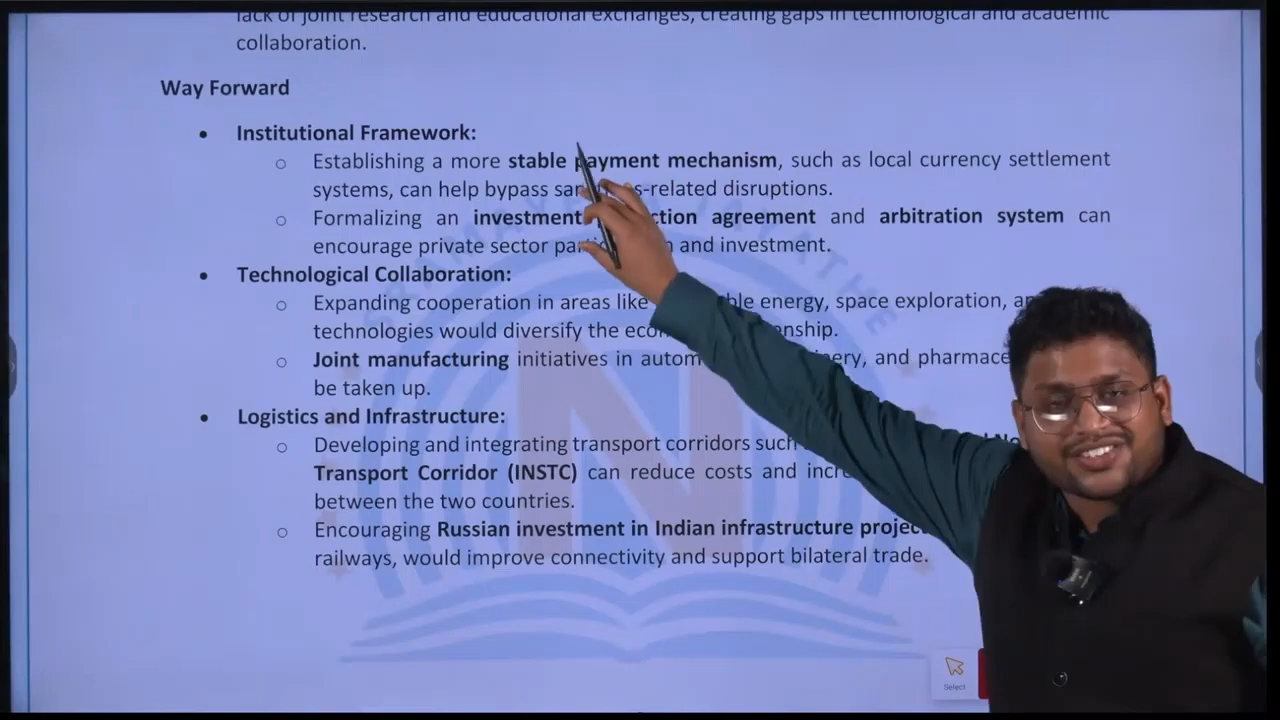 lack of joint research and educational exchanges, creating gaps in technological and academic
collaboration.
Way Forward
• Institutional Framework:
o Establishing a more stable payment mechanism, such as local currency settlement
systems, can help bypass -related disruptions.
o Formalizing an investment agreement and arbitration system can
encourage private sector and investment.
• Technological Collaboration:
o Expanding cooperation in areas like energy, space exploration,
technologies would diversify the
o Joint manufacturing initiatives in and
be taken up.
• Logistics and Infrastructure:
o Developing and integrating transport corridors such
Transport Corridor (INSTC) can reduce costs and
between the two countries.
o Encouraging Russian investment in Indian infrastructure
railways, would improve connectivity and support bilateral trade.
Select